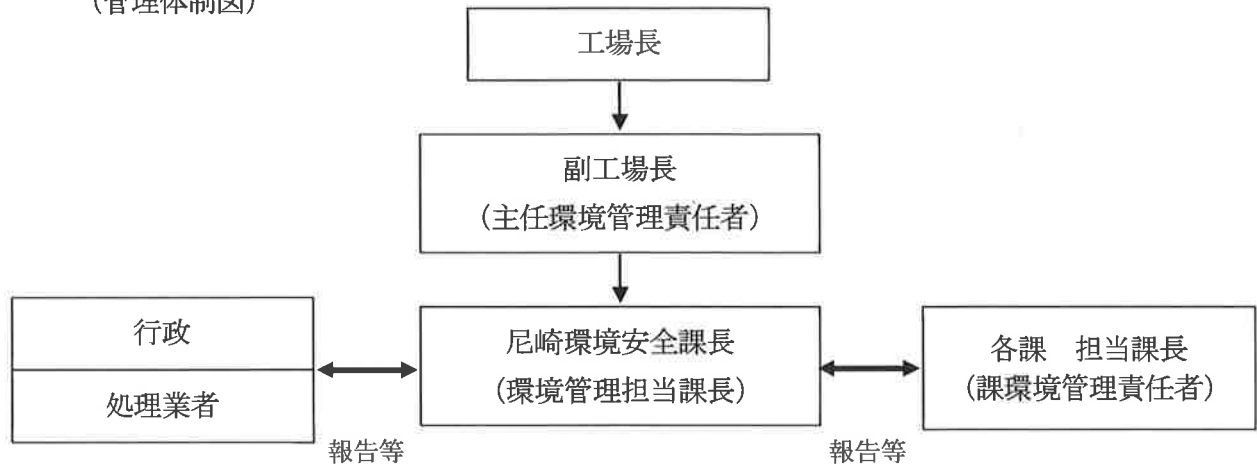 （管理体制図）
工場長
副工場長
（主任環境管理責任者）
行政
処理業者
尼崎環境安全課長
（環境管理担当課長）
各課　担当課長
（課環境管理責任者）
報告等
報告等